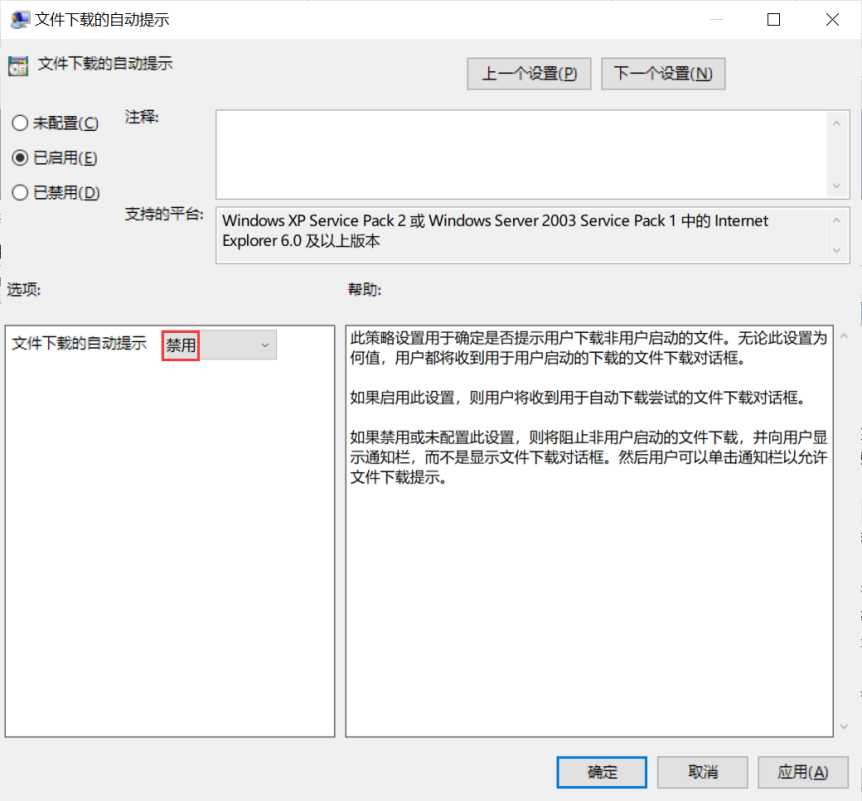 文件下载的自动提示
文件下载的自动提示
上一个设置(P)
下一个设置(N)
未配置(C)
已启用(E)
已禁用(D)
注释:
支持的平台:
Windows XP Service Pack 2 或 Windows Server 2003 Service Pack 1 中的 Internet
Explorer 6.0 及以上版本
选项:
帮助:
文件下载的自动提示
禁用
此策略设置用于确定是否提示用户下载非用户启动的文件。无论此设置为
何值，用户都将收到用于用户启动的下载的文件下载对话框。
如果启用此设置，则用户将收到用于自动下载尝试的文件下载对话框。
如果禁用或未配置此设置，则将阻止非用户启动的文件下载，并向用户显
示通知栏，而不是显示文件下载对话框。然后用户可以单击通知栏以允许
文件下载提示。
确定
取消
应用(A)